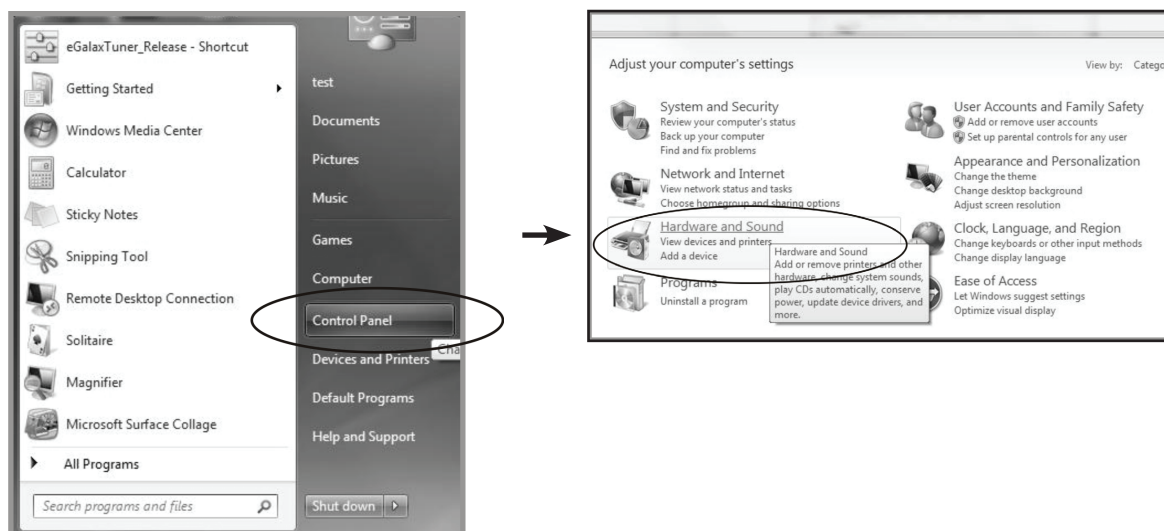 eGalaxTuner_Release - Shortcut
Getting Started
Windows Media Center
Calculator
Sticky Notes
Snipping Tool
Remote Desktop Connection
Solitaire
Magnifier
Microsoft Surface Collage
All Programs
Search programs and files
test
Documents
Pictures
Music
Games
Computer
Control Panel
Devices and Printers
Default Programs
Help and Support
Shut down
Adjust your computer's settings
View by:
System and Security
Review your computer's status
Back up your computer
Find and fix problems
Network and Internet
View network status and tasks
Choose homegroup and sharing options
Hardware and Sound
View devices and printers
Add a device
Programs
Uninstall a program
Hardware and Sound
Add or remove printers and other
hardware, change system sounds,
play CDs automatically, conserve
power, update device drivers, and
more.
User Accounts and Family Safety
Add or remove user accounts
Set up parental controls for any user
Appearance and Personalization
Change the theme
Change desktop background
Adjust screen resolution
Clock, Language, and Region
Change keyboards or other input methods
Change display language
Ease of Access
Let Windows suggest settings
Optimize visual display